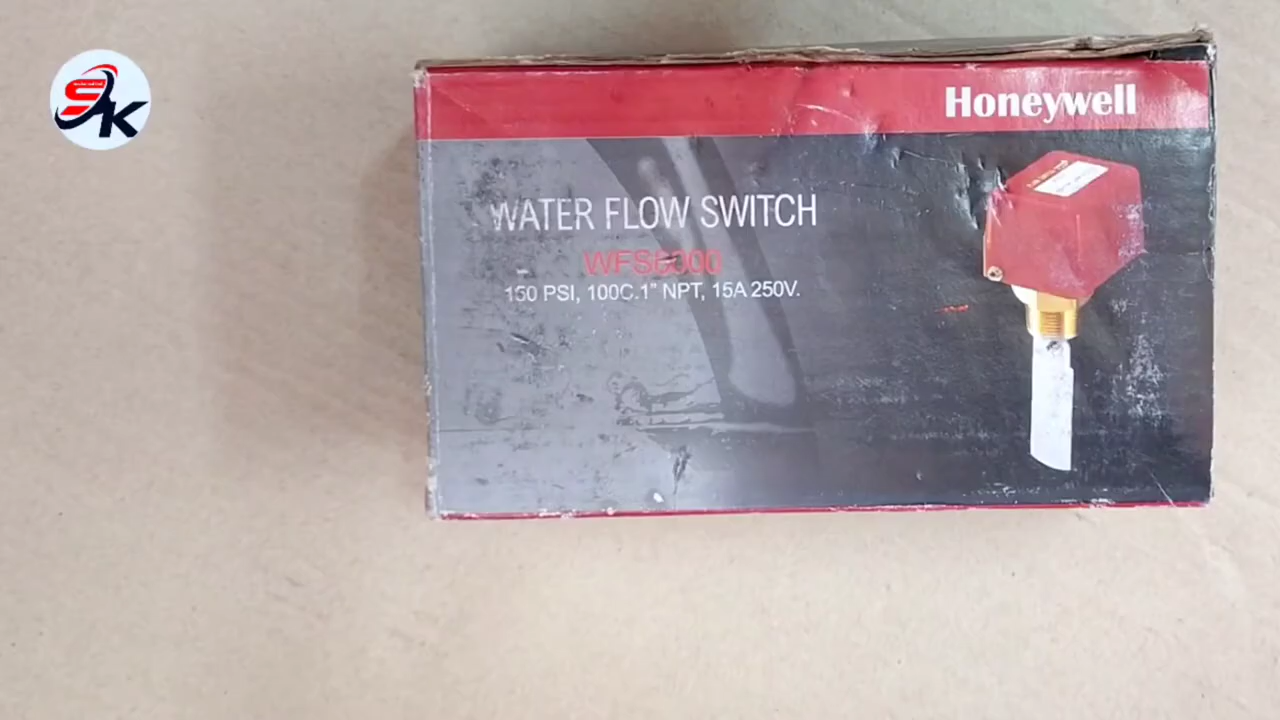 SK
Honeywell
WATER FLOW SWITCH
WFS6000
150 PSI, 100C.1" NPT, 15A 250V.